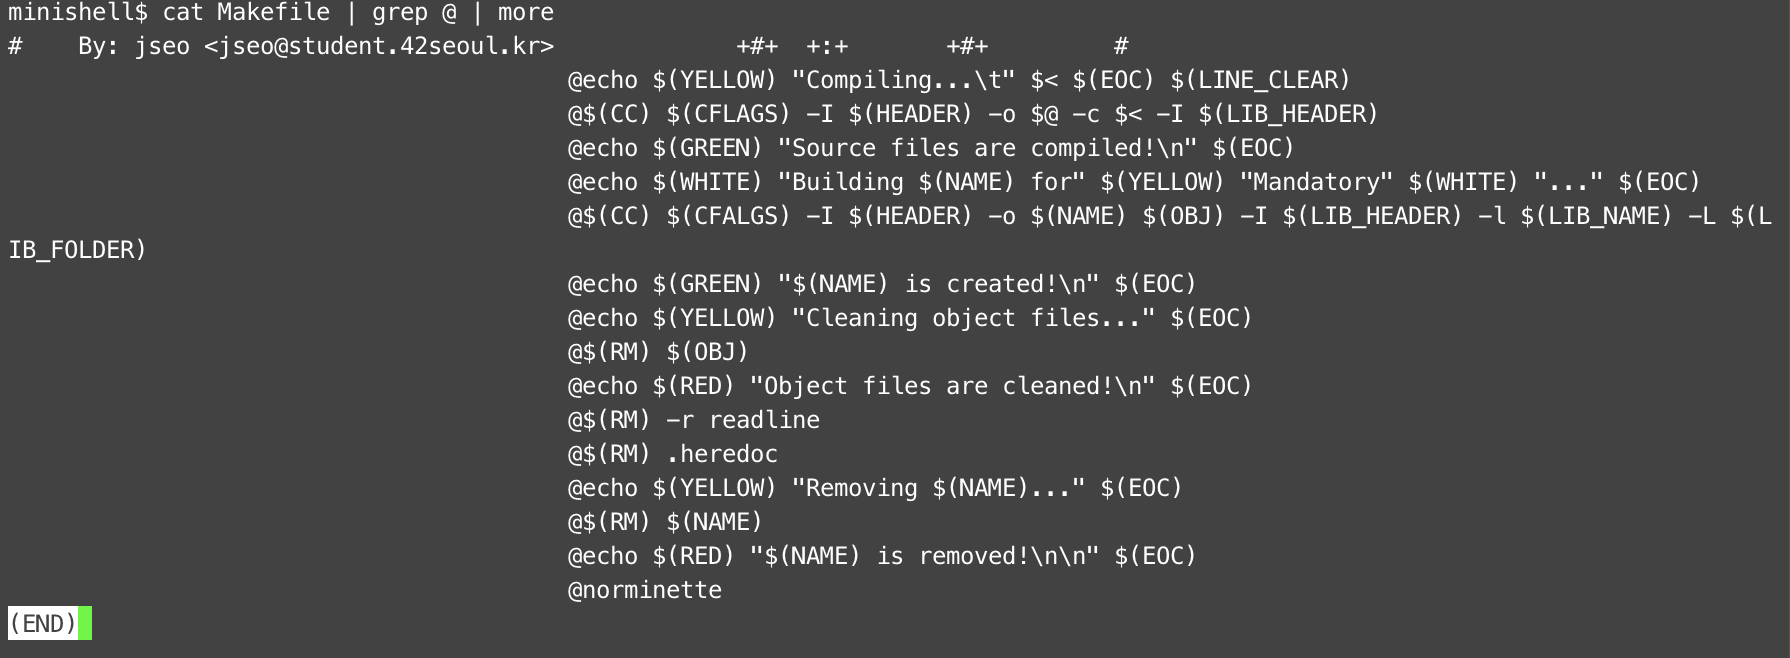 minishell$ cat Makefile | grep @ | more
#    By: jseo <jseo@student.42seoul.kr>             +#+  +:+       +#+         #
@echo $(YELLOW) "Compiling...\t" $< $(EOC) $(LINE_CLEAR)
@$(CC) $(CFLAGS) -I $(HEADER) -o $@ -c $< -I $(LIB_HEADER)
@echo $(GREEN) "Source files are compiled!\n" $(EOC)
@echo $(WHITE) "Building $(NAME) for" $(YELLOW) "Mandatory" $(WHITE) "..." $(EOC)
@$(CC) $(CFALGS) -I $(HEADER) -o $(NAME) $(OBJ) -I $(LIB_HEADER) -l $(LIB_NAME) -L $(L
IB_FOLDER)
@echo $(GREEN) "$(NAME) is created!\n" $(EOC)
@echo $(YELLOW) "Cleaning object files..." $(EOC)
@$(RM) $(OBJ)
@echo $(RED) "Object files are cleaned!\n" $(EOC)
@$(RM) -r readline
@$(RM) .heredoc
@echo $(YELLOW) "Removing $(NAME)..." $(EOC)
@$(RM) $(NAME)
@echo $(RED) "$(NAME) is removed!\n\n" $(EOC)
@norminette
(END)